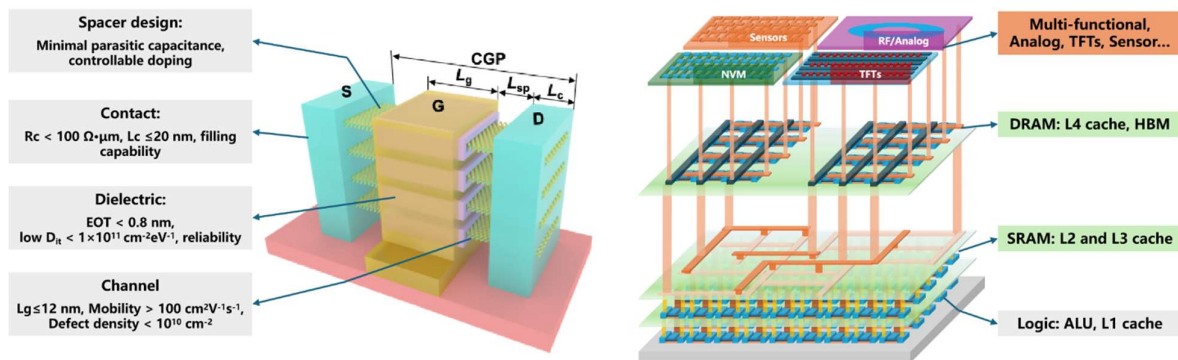 Spacer design:
Minimal parasitic capacitance,
controllable doping
Contact:
Rc < 100 Ω•μm, Lc ≤20 nm, filling
capability
Dielectric:
EOT < 0.8 nm,
low Dit < 1×10¹¹ cm⁻²eV⁻¹, reliability
Channel
Lg≤12 nm, Mobility > 100 cm²V⁻¹s⁻¹,
Defect density < 10¹⁰ cm⁻²
CGP
Lg
Lsp
Lc
S
G
D
Sensors
RF/Analog
NVM
TFTs
Multi-functional,
Analog, TFTs, Sensor...
DRAM: L4 cache, HBM
SRAM: L2 and L3 cache
Logic: ALU, L1 cache